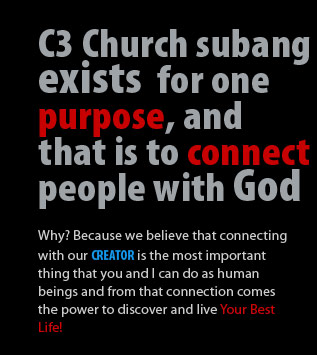 C3 Church subang
exists for one
purpose, and
that is to connect
people with God
Why? Because we believe that connecting
with our CREATOR is the most important
thing that you and I can do as human
beings and from that connection comes
the power to discover and live Your Best
Life!